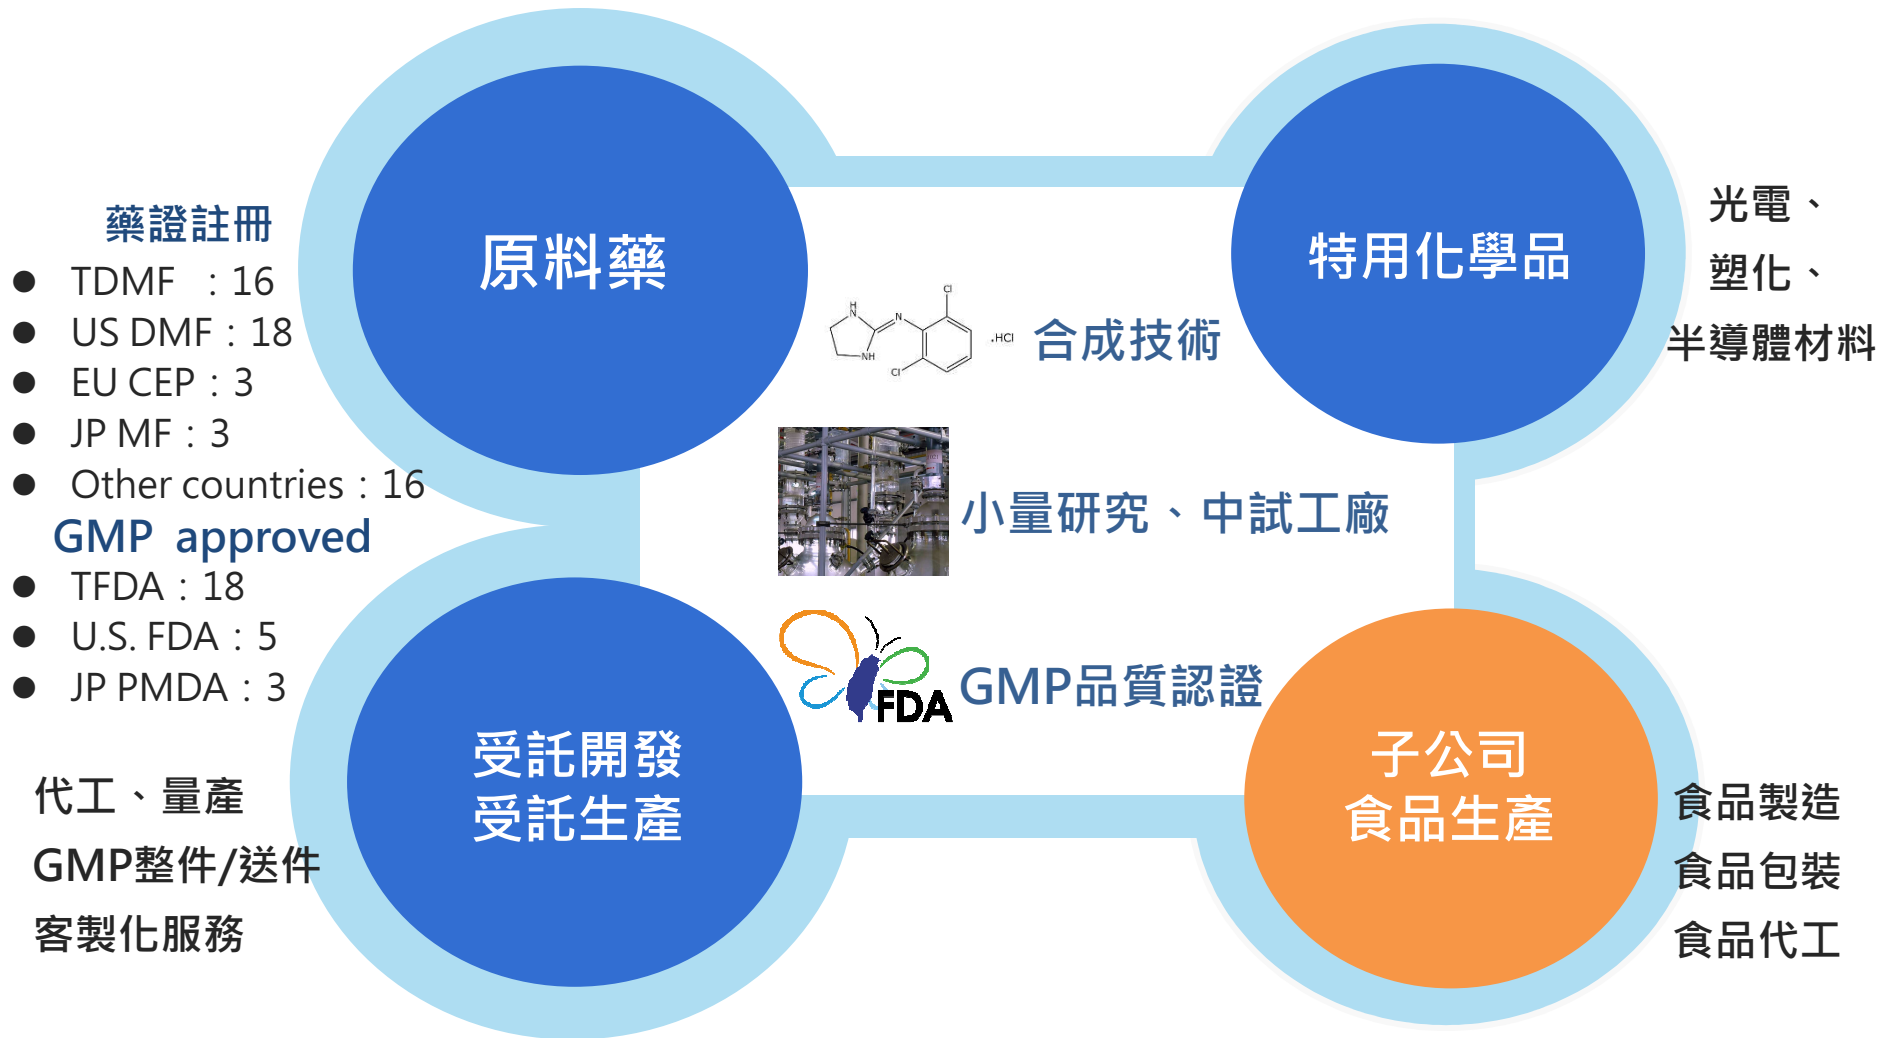 藥證註冊
● TDMF ：16
● US DMF：18
● EU CEP：3
● JP MF：3
● Other countries：16
GMP approved
● TFDA：18
● U.S. FDA：5
● JP PMDA：3
原料藥
特用化學品
光電、
塑化、
半導體材料
H
N
N
NH
Cl
Cl
.HCl
合成技術
小量研究、中試工廠
FDA
GMP品質認證
受託開發
受託生產
代工、量產
GMP整件/送件
客製化服務
子公司
食品生產
食品製造
食品包裝
食品代工